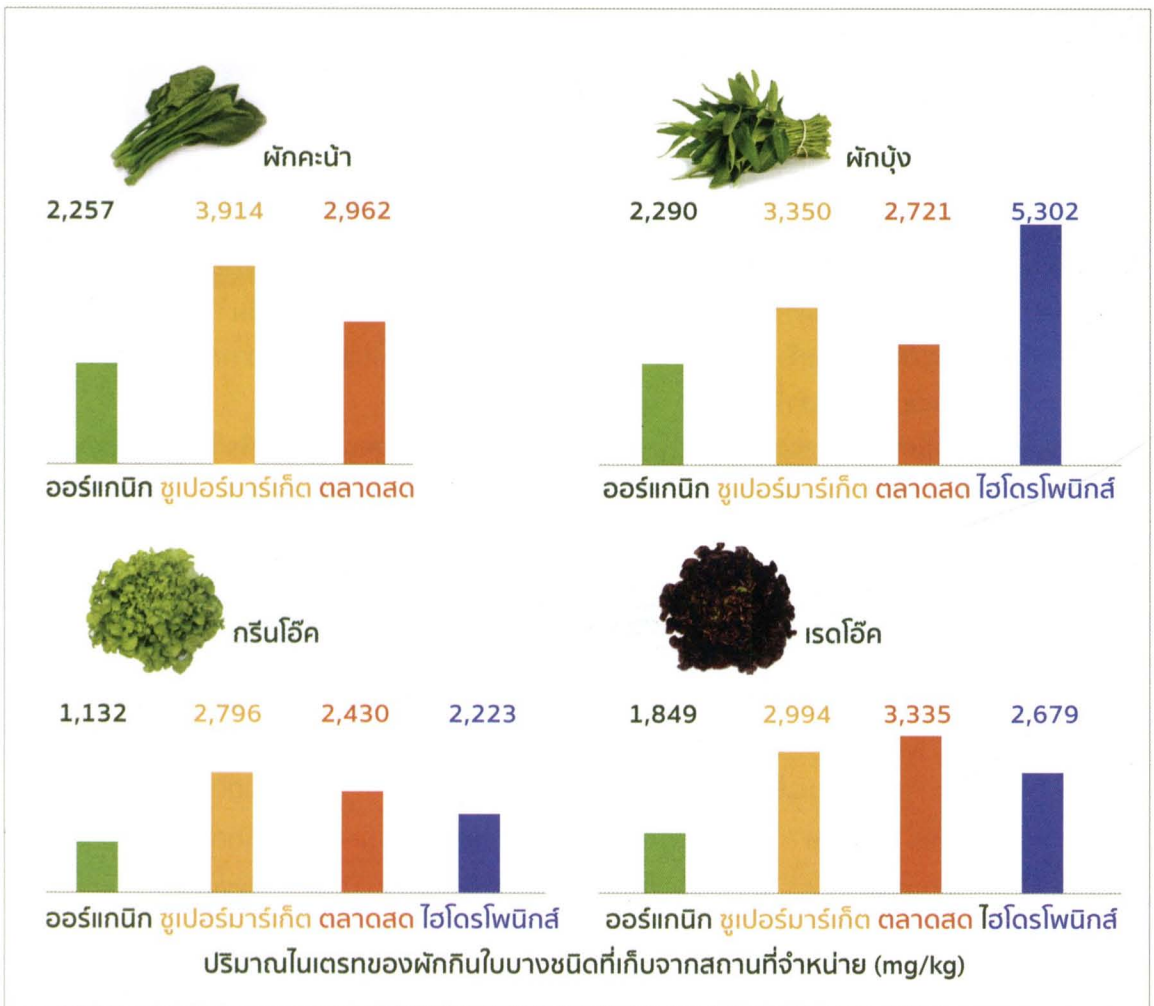 ผักคะน้า
2,257 3,914 2,962
ออร์แกนิก ซูเปอร์มาร์เก็ต ตลาดสด
ผักบุ้ง
2,290 3,350 2,721 5,302
ออร์แกนิก ซูเปอร์มาร์เก็ต ตลาดสด ไฮโดรโพนิกส์
กรีนโอ๊ค
1,132 2,796 2,430 2,223
ออร์แกนิก ซูเปอร์มาร์เก็ต ตลาดสด ไฮโดรโพนิกส์
เรดโอ๊ค
1,849 2,994 3,335 2,679
ออร์แกนิก ซูเปอร์มาร์เก็ต ตลาดสด ไฮโดรโพนิกส์
ปริมาณไนเตรทของผักกินใบบางชนิดที่เก็บจากสถานที่จำหน่าย (mg/kg)